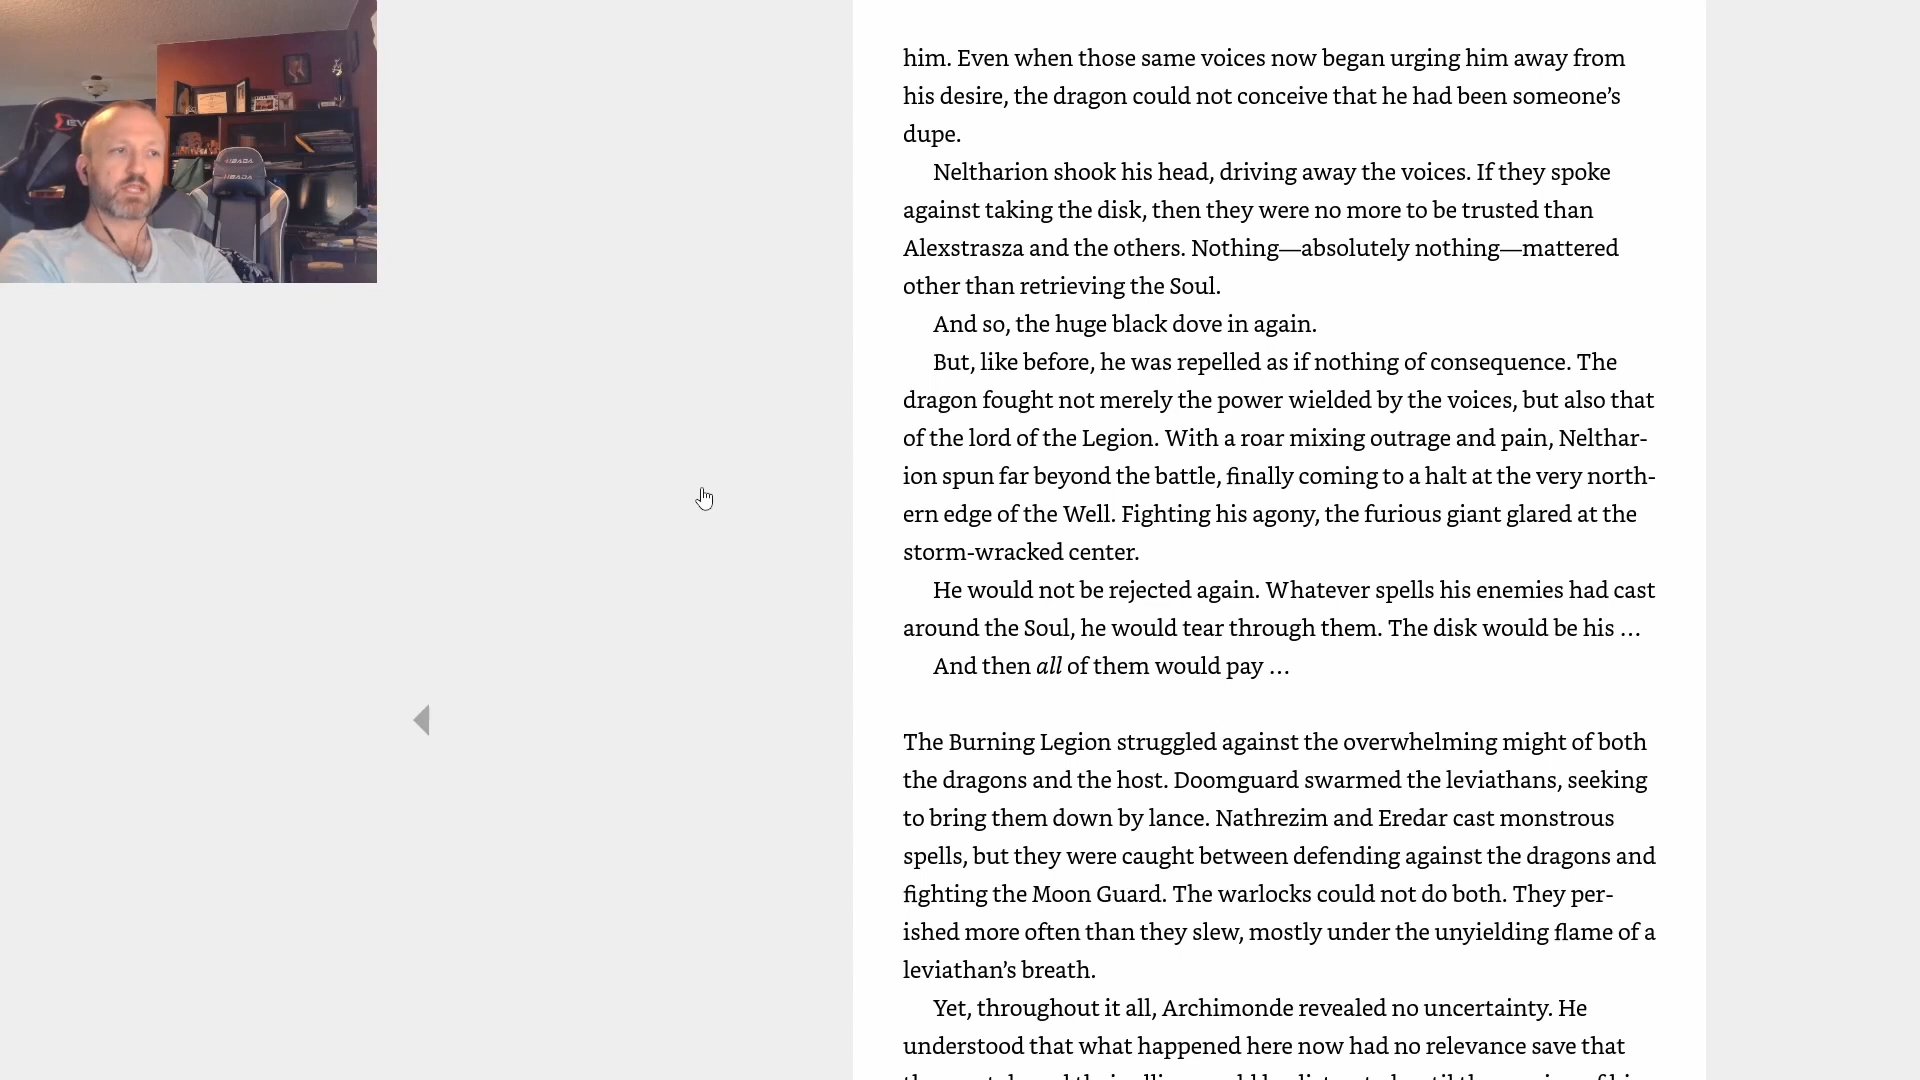 him. Even when those same voices now began urging him away from
his desire, the dragon could not conceive that he had been someone’s
dupe.
Neltharion shook his head, driving away the voices. If they spoke
against taking the disk, then they were no more to be trusted than
Alexstrasza and the others. Nothing—absolutely nothing—mattered
other than retrieving the Soul.
And so, the huge black dove in again.
But, like before, he was repelled as if nothing of consequence. The
dragon fought not merely the power wielded by the voices, but also that
of the lord of the Legion. With a roar mixing outrage and pain, Nelthar-
ion spun far beyond the battle, finally coming to a halt at the very north-
ern edge of the Well. Fighting his agony, the furious giant glared at the
storm-wracked center.
He would not be rejected again. Whatever spells his enemies had cast
around the Soul, he would tear through them. The disk would be his …
And then all of them would pay …
The Burning Legion struggled against the overwhelming might of both
the dragons and the host. Doomguard swarmed the leviathans, seeking
to bring them down by lance. Nathrezim and Eredar cast monstrous
spells, but they were caught between defending against the dragons and
fighting the Moon Guard. The warlocks could not do both. They per-
ished more often than they slew, mostly under the unyielding flame of a
leviathan’s breath.
Yet, throughout it all, Archimonde revealed no uncertainty. He
understood that what happened here now had no relevance save that